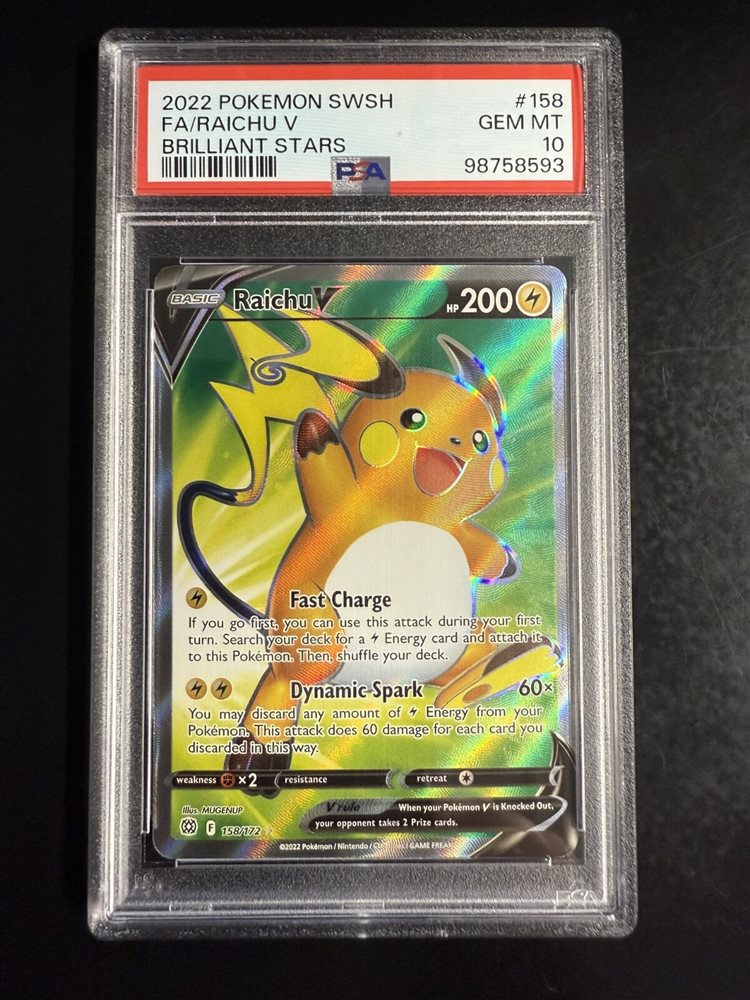 2022 POKEMON SWSH #158
FA/RAICHU V GEM MT
BRILLIANT STARS 10
PSA 98758593
BASIC Raichu V HP 200
Fast Charge
If you go first, you can use this attack during your first
turn. Search your deck for a Energy card and attach it
to this Pokémon. Then, shuffle your deck.
Dynamic Spark 60×
You may discard any amount of Energy from your
Pokémon. This attack does 60 damage for each card you
discarded in this way.
weakness ×2 resistance retreat
V rule When your Pokémon V is Knocked Out,
your opponent takes 2 Prize cards.
Illus. MUGENUP
F 158/172
©2022 Pokémon / Nintendo / / GAME FREAK
PSA